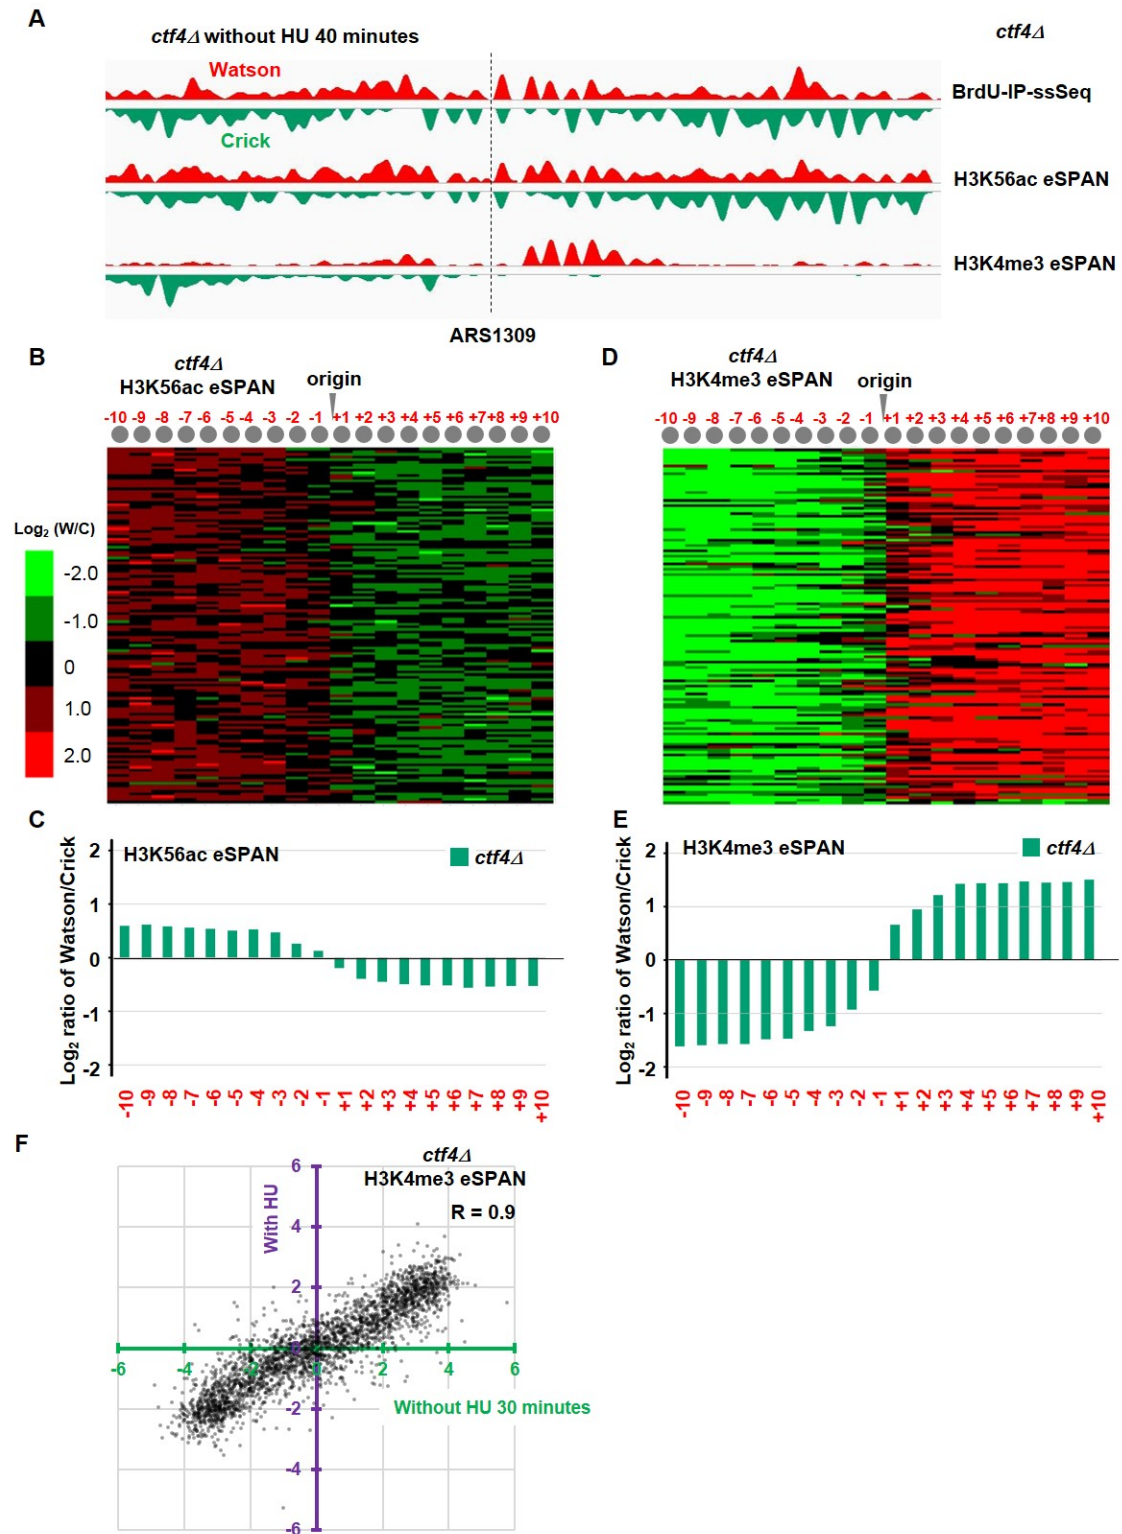 A
ctf4Δ without HU 40 minutes
ctf4Δ
Watson
BrdU-IP-ssSeq
Crick
H3K56ac eSPAN
H3K4me3 eSPAN
ARS1309
B
ctf4Δ
H3K56ac eSPAN
origin
-10 -9 -8 -7 -6 -5 -4 -3 -2 -1 +1 +2 +3 +4 +5 +6 +7 +8 +9 +10
Log2 (W/C)
-2.0
-1.0
0
1.0
2.0
D
ctf4Δ
H3K4me3 eSPAN
origin
-10 -9 -8 -7 -6 -5 -4 -3 -2 -1 +1 +2 +3 +4 +5 +6 +7 +8 +9 +10
C
Log2 ratio of Watson/Crick
H3K56ac eSPAN
ctf4Δ
2
1
0
-1
-2
-10 -9 -8 -7 -6 -5 -4 -3 -2 -1 +1 +2 +3 +4 +5 +6 +7 +8 +9 +10
E
Log2 ratio of Watson/Crick
H3K4me3 eSPAN
ctf4Δ
2
1
0
-1
-2
-10 -9 -8 -7 -6 -5 -4 -3 -2 -1 +1 +2 +3 +4 +5 +6 +7 +8 +9 +10
F
ctf4Δ
H3K4me3 eSPAN
R = 0.9
With HU
6
4
2
0
-2
-4
-6
-6 -4 -2 0 2 4 6
Without HU 30 minutes